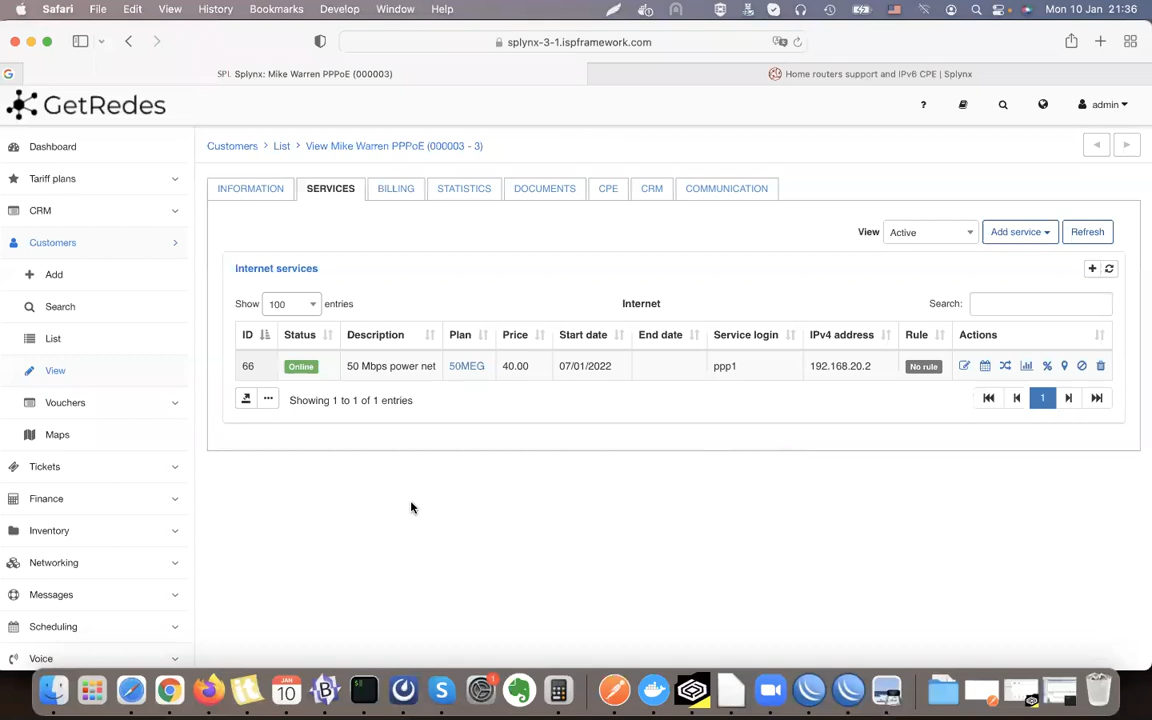 Safari File Edit View History Bookmarks Develop Window Help Mon 10 Jan 21:36
splynx-3-1.ispframework.com
SPL Splynx: Mike Warren PPPoE (000003)
Home routers support and IPv6 CPE | Splynx
GetRedes
? admin
Dashboard
Tariff plans
CRM
Customers
Add
Search
List
View
Vouchers
Maps
Tickets
Finance
Inventory
Networking
Messages
Scheduling
Voice
Customers > List > View Mike Warren PPPoE (000003 - 3)
INFORMATION SERVICES BILLING STATISTICS DOCUMENTS CPE CRM COMMUNICATION
View Active Add service Refresh
Internet services
Show 100 entries Internet Search:
ID Status Description Plan Price Start date End date Service login IPv4 address Rule Actions
66 Online 50 Mbps power net 50MEG 40.00 07/01/2022 ppp1 192.168.20.2 No rule
Showing 1 to 1 of 1 entries 1
JAN
10
1